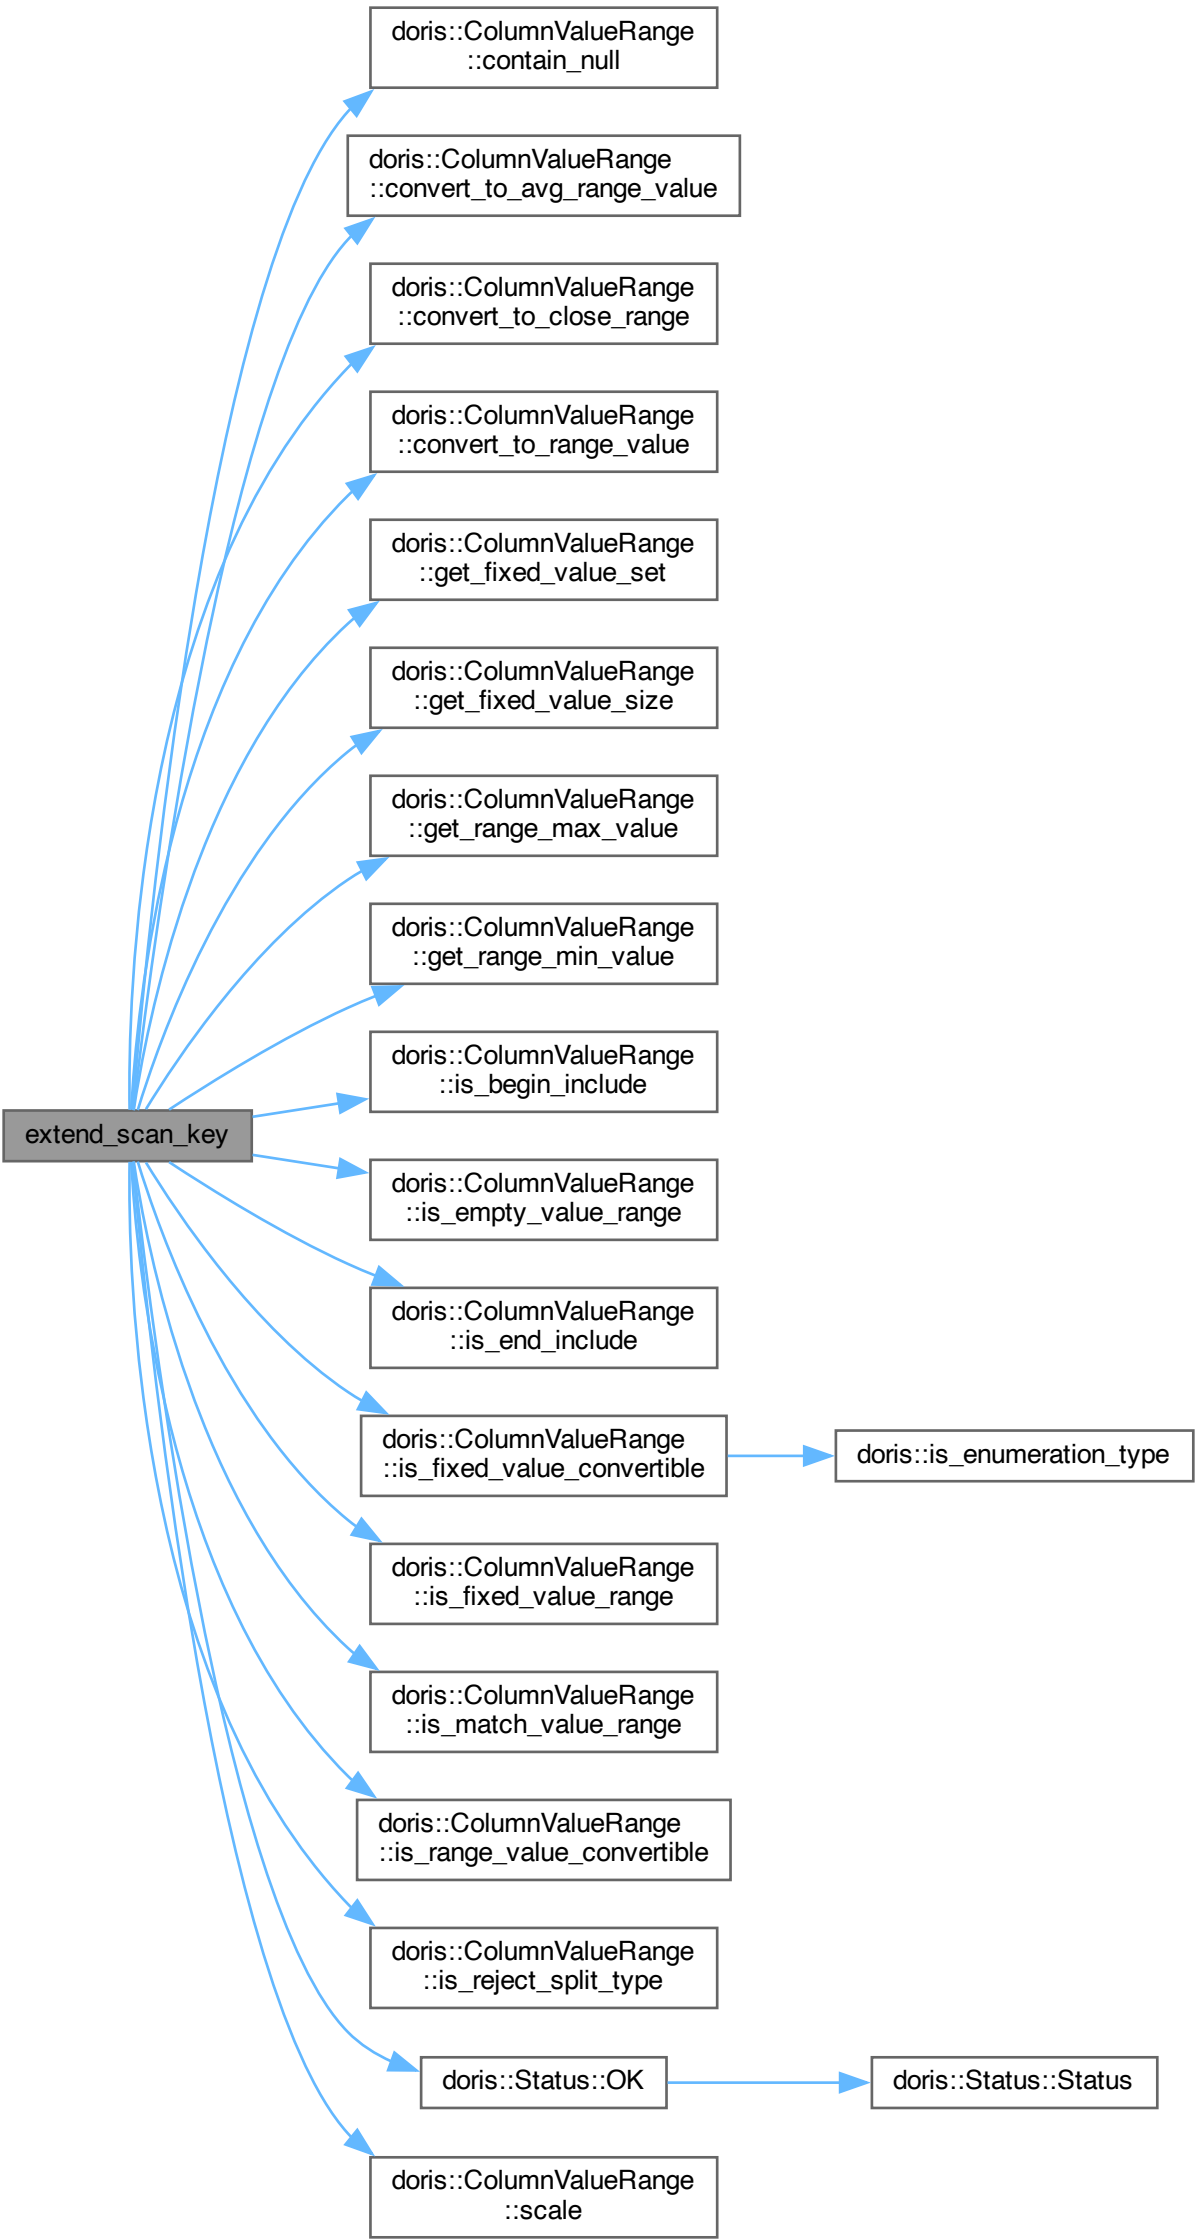 doris::ColumnValueRange
::contain_null
doris::ColumnValueRange
::convert_to_avg_range_value
doris::ColumnValueRange
::convert_to_close_range
doris::ColumnValueRange
::convert_to_range_value
doris::ColumnValueRange
::get_fixed_value_set
doris::ColumnValueRange
::get_fixed_value_size
doris::ColumnValueRange
::get_range_max_value
doris::ColumnValueRange
::get_range_min_value
doris::ColumnValueRange
::is_begin_include
extend_scan_key
doris::ColumnValueRange
::is_empty_value_range
doris::ColumnValueRange
::is_end_include
doris::ColumnValueRange
::is_fixed_value_convertible
doris::is_enumeration_type
doris::ColumnValueRange
::is_fixed_value_range
doris::ColumnValueRange
::is_match_value_range
doris::ColumnValueRange
::is_range_value_convertible
doris::ColumnValueRange
::is_reject_split_type
doris::Status::OK
doris::Status::Status
doris::ColumnValueRange
::scale